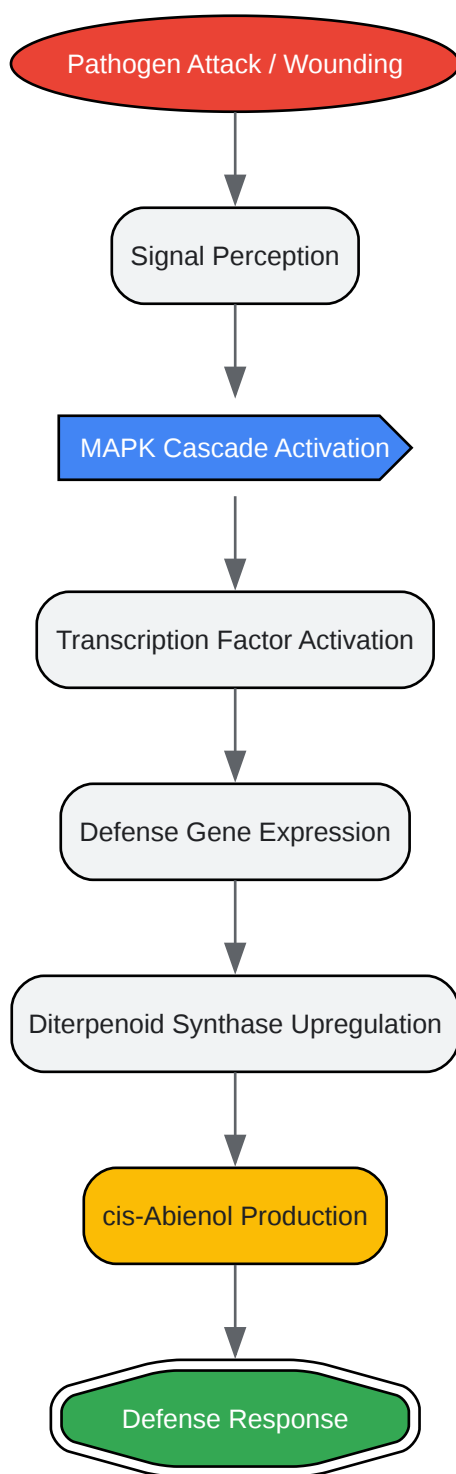 Pathogen Attack / Wounding
Signal Perception
MAPK Cascade Activation
Transcription Factor Activation
Defense Gene Expression
Diterpenoid Synthase Upregulation
cis-Abienol Production
Defense Response